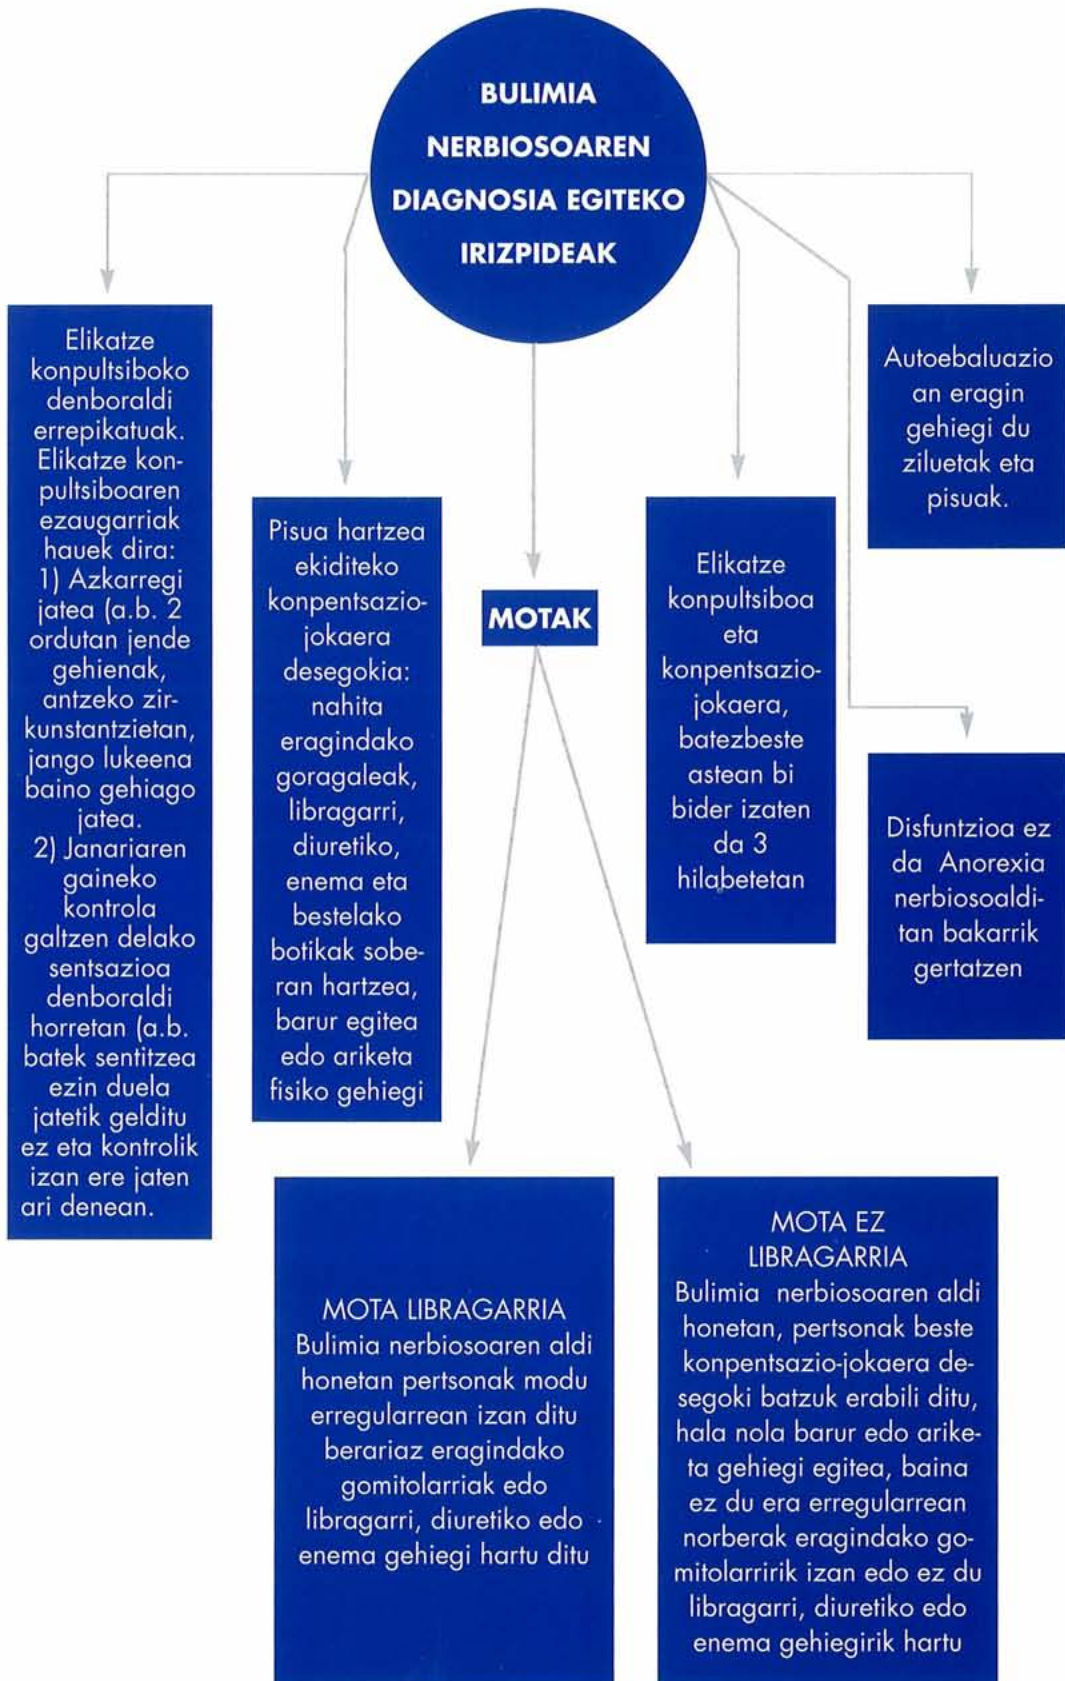 BULIMIA
NERBIOSOAREN
DIAGNOSIA EGITEKO
IRIZPIDEAK
Elikatze
konpultsiboko
denboraldi
errepikatuak.
Elikatze kon-
pultsiboaren
ezaugarriak
hauek dira:
1) Azkarregi
jatea (a.b. 2
ordutan jende
gehienak,
antzeko zir-
kunstantzietan,
jango lukeena
baino gehiago
jatea.
2) Janariaren
gaineko
kontrola
galtzen delako
sentsazioa
denboraldi
horretan (a.b.
batek sentitzea
ezin duela
jatetik gelditu
ez eta kontrolik
izan ere jaten
ari denean.
Pisua hartzea
ekiditeko
konpentsazio-
jokaera
desegokia:
nahita
eragindako
goragaleak,
libragarri,
diuretiko,
enema eta
bestelako
botikak sobe-
ran hartzea,
barur egitea
edo ariketa
fisiko gehiegi
MOTAK
Elikatze
konpultsiboa
eta
konpentsazio-
jokaera,
batezbeste
astean bi
bider izaten
da 3
hilabetetan
Autoebaluazio
an eragin
gehiegi du
ziluetak eta
pisuak.
Disfuntzioa ez
da Anorexia
nerbiosoaldi-
tan bakarrik
gertatzen
MOTA LIBRAGARRIA
Bulimia nerbiosoaren aldi
honetan pertsonak modu
erregularrean izan ditu
berariaz eragindako
gomitolarriak edo
libragarri, diuretiko edo
enema gehiegi hartu ditu
MOTA EZ
LIBRAGARRIA
Bulimia nerbiosoaren aldi
honetan, pertsonak beste
konpentsazio-jokaera de-
segoki batzuk erabili ditu,
hala nola barur edo arike-
ta gehiegi egitea, baina
ez du era erregularrean
norberak eragindako go-
mitolarririk izan edo ez du
libragarri, diuretiko edo
enema gehiegirik hartu